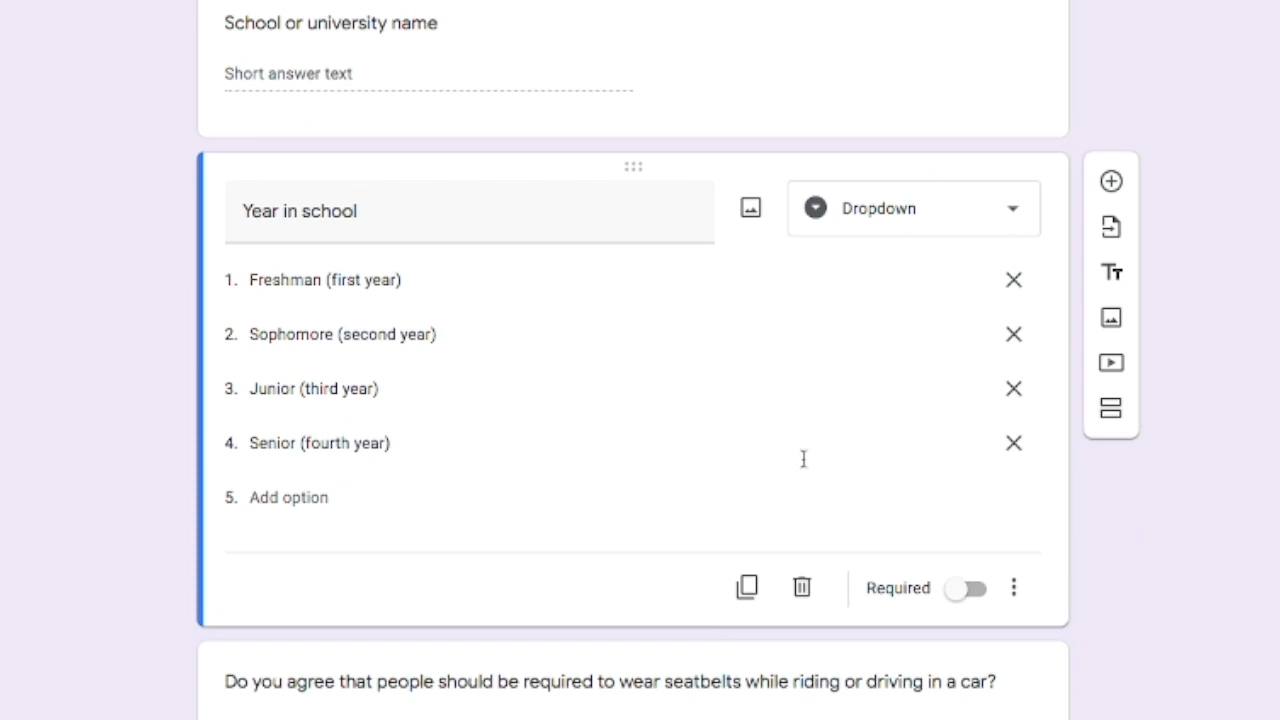 School or university name
Short answer text
Year in school
Dropdown
1. Freshman (first year)
2. Sophomore (second year)
3. Junior (third year)
4. Senior (fourth year)
5. Add option
Required
Do you agree that people should be required to wear seatbelts while riding or driving in a car?